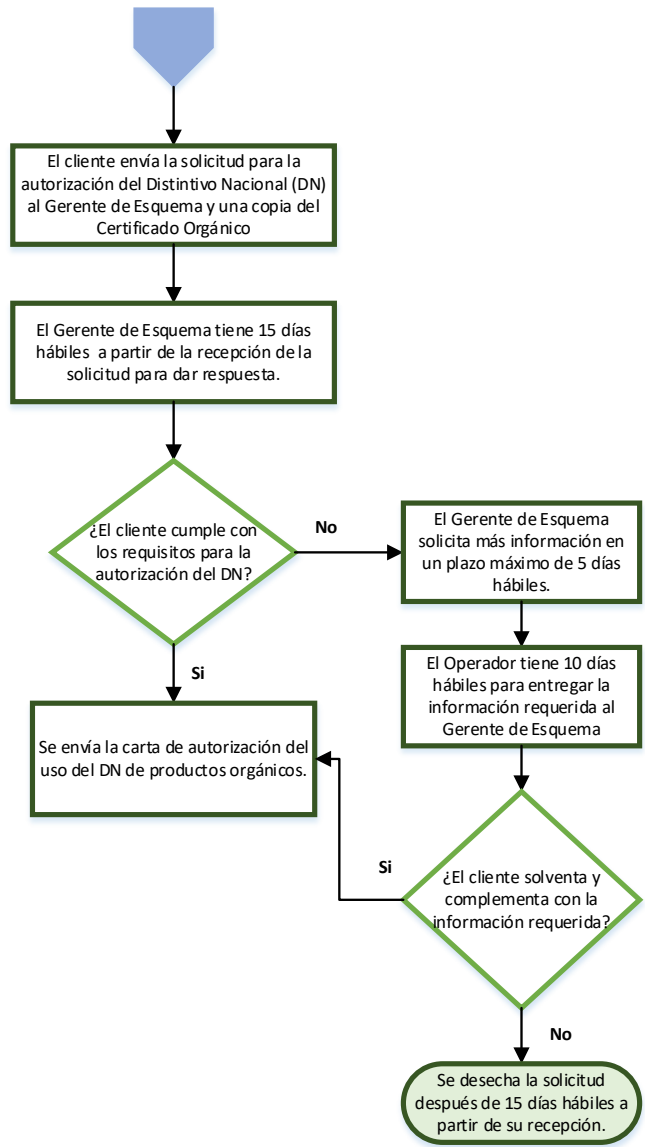 El cliente envía la solicitud para la
autorización del Distintivo Nacional (DN)
al Gerente de Esquema y una copia del
Certificado Orgánico
El Gerente de Esquema tiene 15 días
hábiles a partir de la recepción de la
solicitud para dar respuesta.
¿El cliente cumple con
los requisitos para la
autorización del DN?
No
El Gerente de Esquema
solicita más información en
un plazo máximo de 5 días
hábiles.
El Operador tiene 10 días
hábiles para entregar la
información requerida al
Gerente de Esquema
Si
Se envía la carta de autorización del
uso del DN de productos orgánicos.
Si
¿El cliente solventa y
complementa con la
información requerida?
No
Se desecha la solicitud
después de 15 días hábiles a
partir de su recepción.